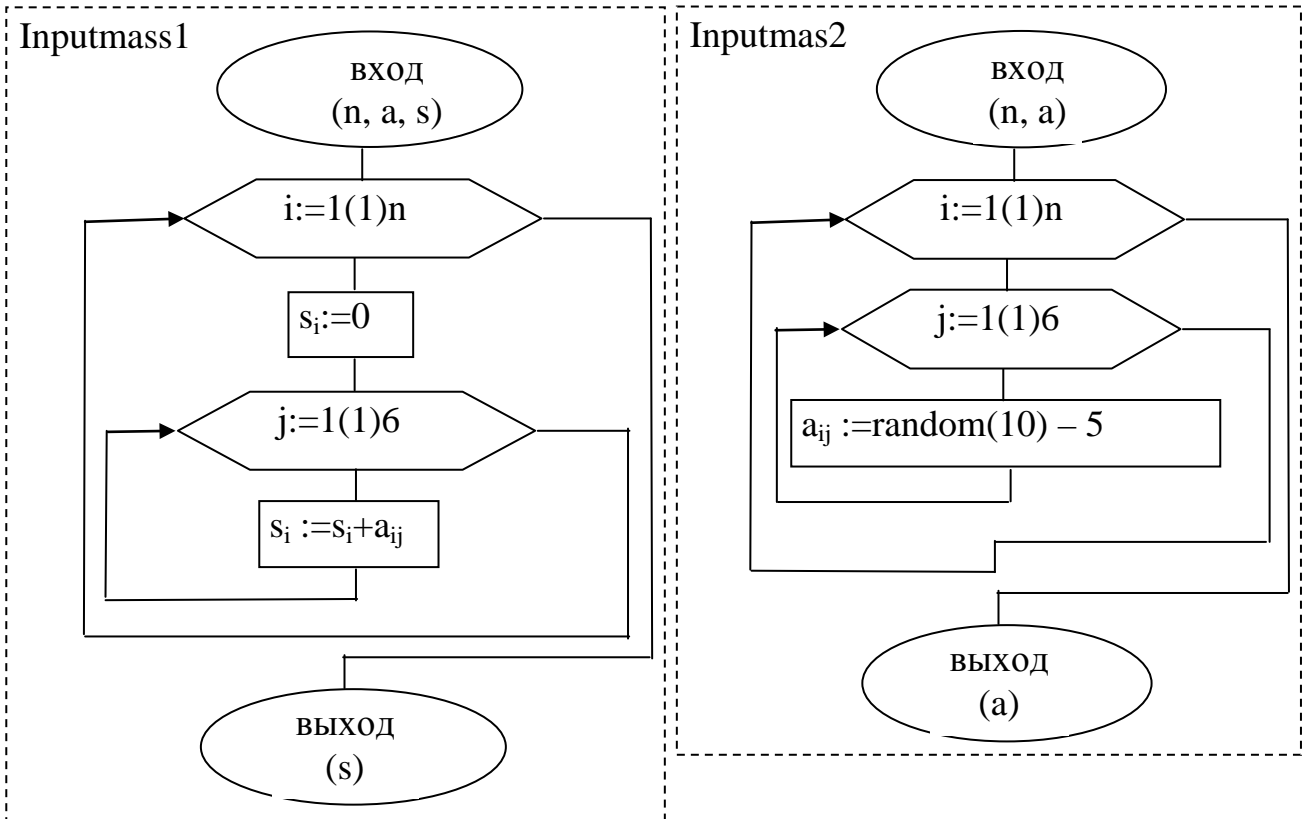 Inputmass1
вход
(n, a, s)
i:=1(1)n
sᵢ:=0
j:=1(1)6
sᵢ :=sᵢ+aᵢⱼ
выход
(s)
Inputmas2
вход
(n, a)
i:=1(1)n
j:=1(1)6
aᵢⱼ :=random(10) – 5
выход
(a)